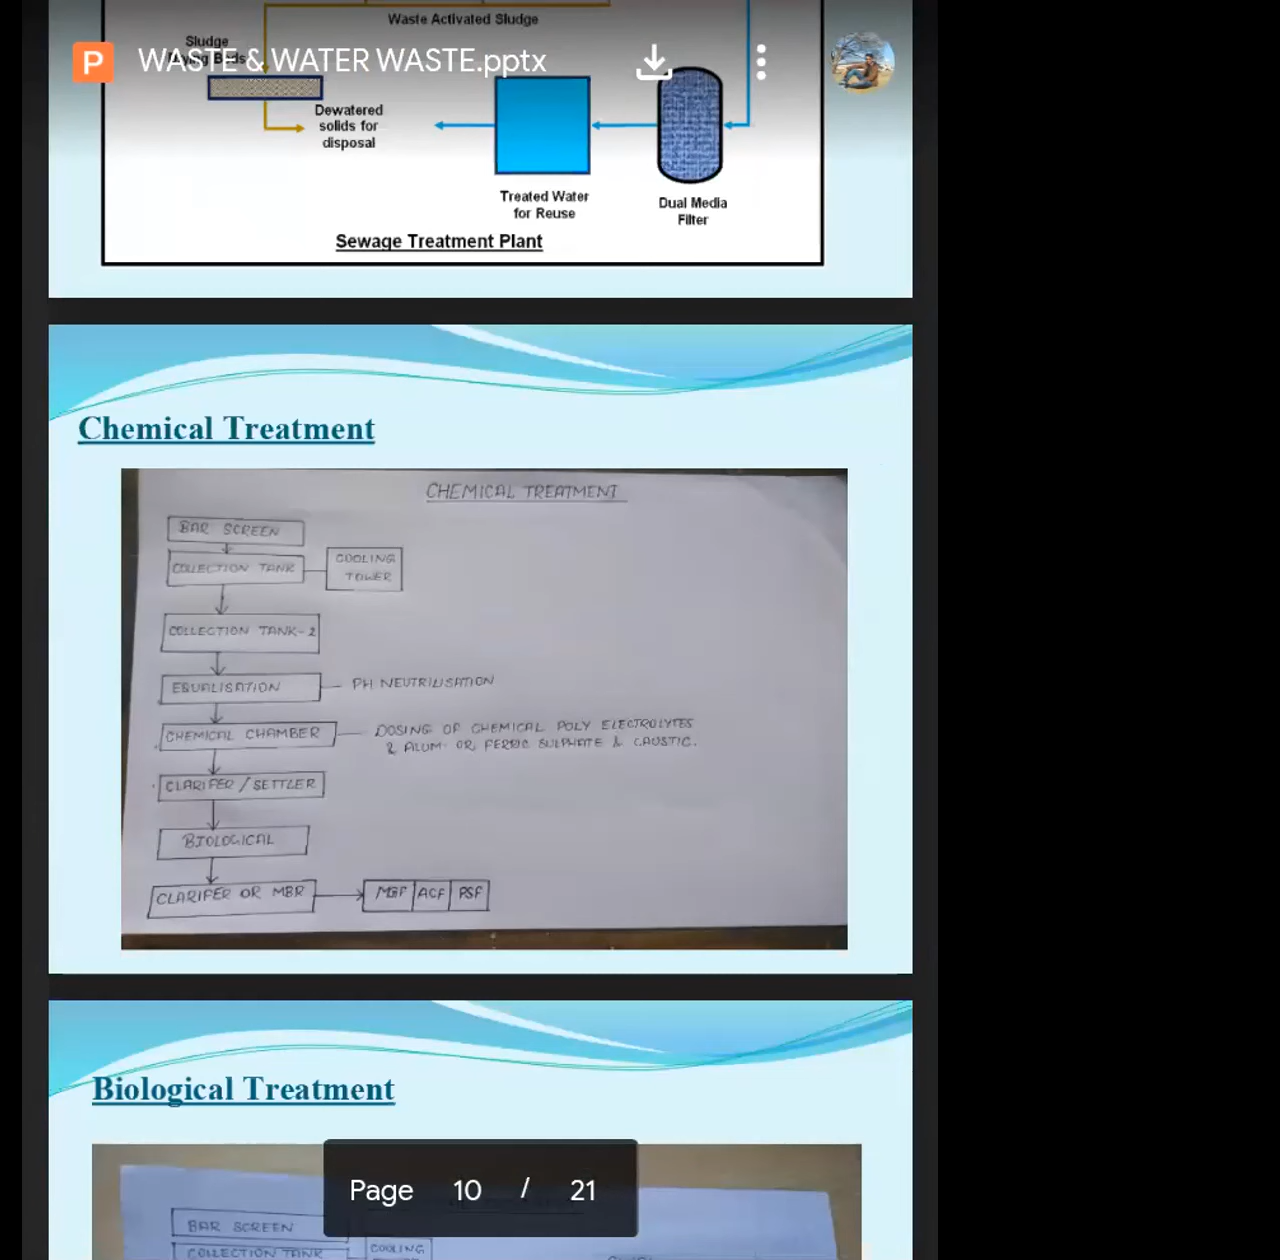 Waste Activated Sludge
Sludge
Drying Beds
WASTE & WATER WASTE.pptx
P
Dewatered
solids for
disposal
Treated Water
for Reuse
Dual Media
Filter
Sewage Treatment Plant
Chemical Treatment
CHEMICAL TREATMENT
BAR SCREEN
COLLECTION TANK
COOLING
TOWER
COLLECTION TANK-2
EQUALISATION
PH NEUTRILISATION
CHEMICAL CHAMBER
DOSING OF CHEMICAL POLY ELECTROLYTES
& ALUM OR FERRIC SULPHATE & CAUSTIC.
CLARIFER / SETTLER
BIOLOGICAL
CLARIFER OR MBR
MBF ACF PSF
Biological Treatment
Page 10 / 21
BAR SCREEN
COLLECTION TANK
COOLING